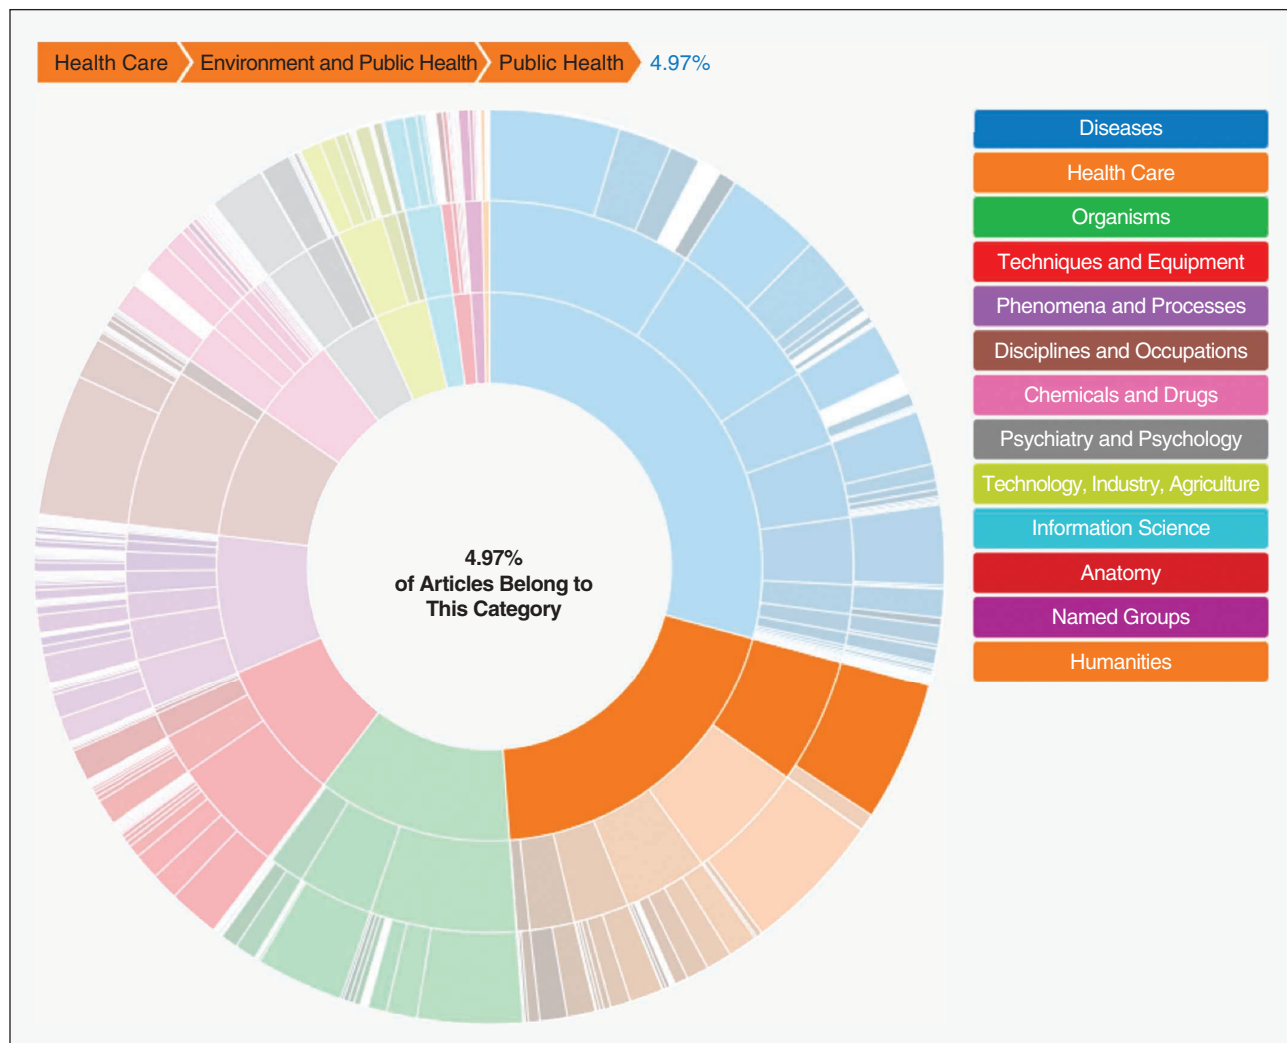 Health Care Environment and Public Health Public Health 4.97%
4.97%
of Articles Belong to
This Category
Diseases
Health Care
Organisms
Techniques and Equipment
Phenomena and Processes
Disciplines and Occupations
Chemicals and Drugs
Psychiatry and Psychology
Technology, Industry, Agriculture
Information Science
Anatomy
Named Groups
Humanities